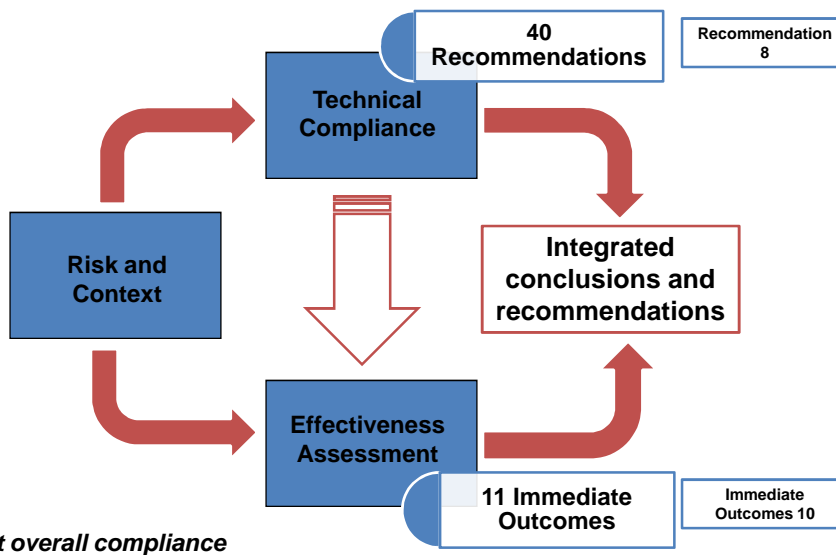 40
Recommendations
Recommendation
8
Technical
Compliance
Risk and
Context
Integrated
conclusions and
recommendations
Effectiveness
Assessment
11 Immediate
Outcomes
Immediate
Outcomes 10
overall compliance